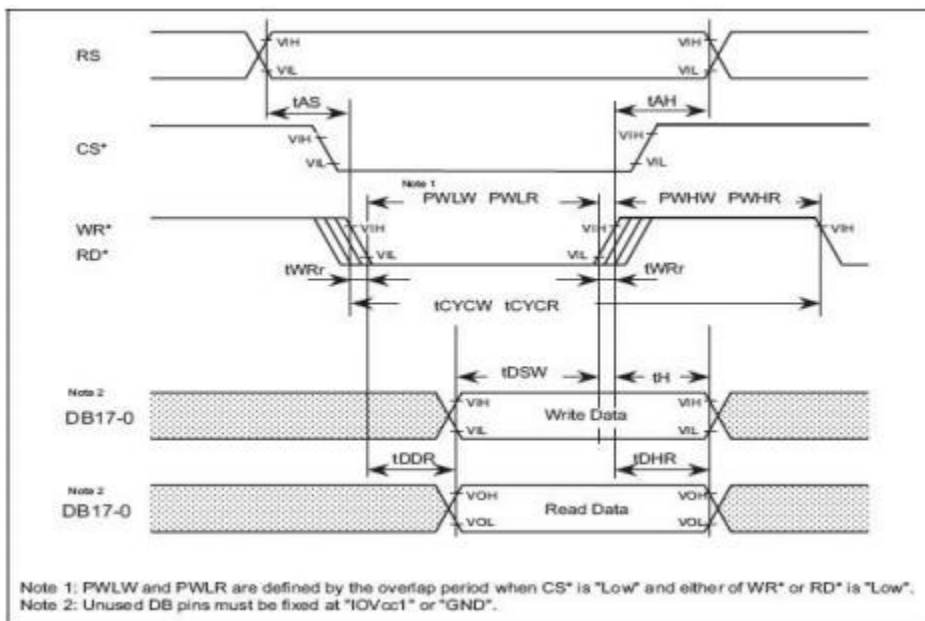 RS
VIH
VIH
VIL
VIL
tAS
tAH
CS*
VIH
VIH
VIL
VIL
Note 1
PWLW PWLR
PWHW PWHR
WR*
VIH
VIH
VIH
RD*
VIL
VIL
tWRr
tWRr
tCYCW tCYCR
tDSW
tH
Note 2
DB17-0
VIH
Write Data
VIH
VIL
VIL
tDDR
tDHR
Note 2
DB17-0
VOH
Read Data
VOH
VOL
VOL
Note 1: PWLW and PWLR are defined by the overlap period when CS* is "Low" and either of WR* or RD* is "Low".
Note 2: Unused DB pins must be fixed at "IOVcc1" or "GND".